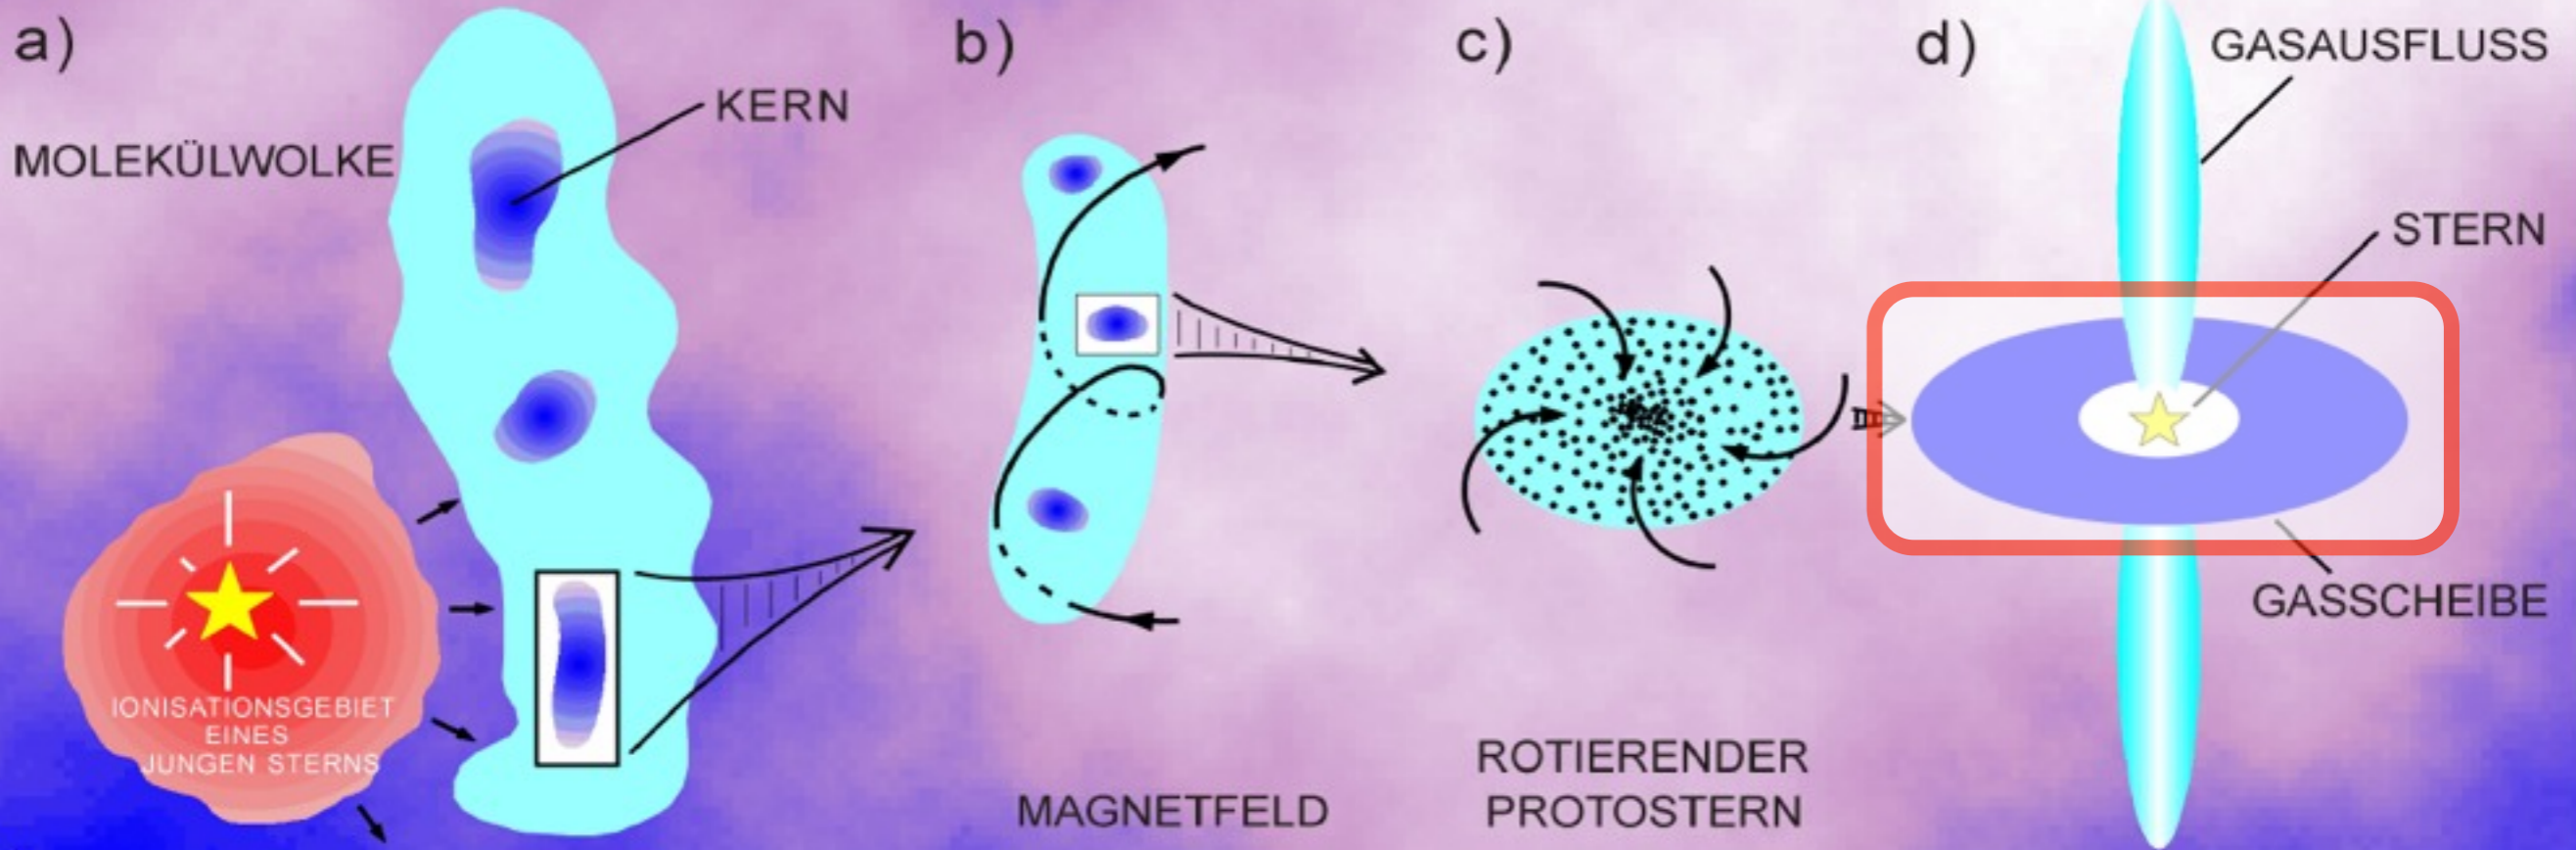 a)
MOLEKÜLWOLKE
KERN
IONISATIONSGEBIET
EINES
JUNGEN STERNS
b)
MAGNETFELD
c)
ROTIERENDER
PROTOSTERN
d)
GASAUSFLUSS
STERN
GASSCHEIBE